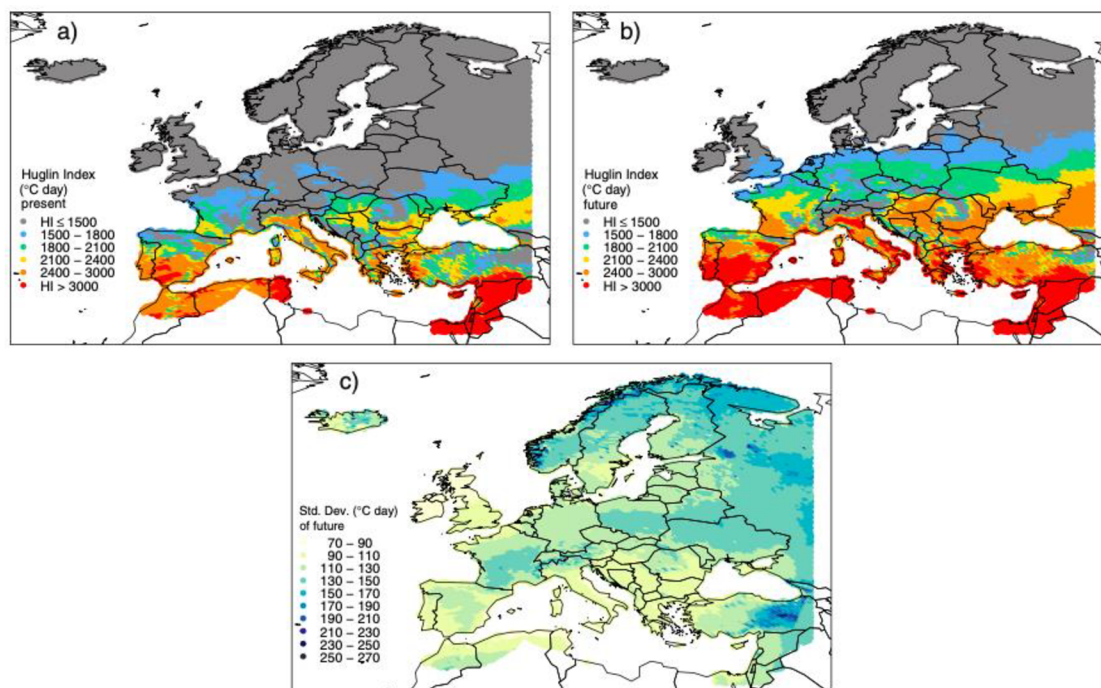 a)
Huglin Index
(°C day)
present
HI ≤ 1500
1500 – 1800
1800 – 2100
2100 – 2400
2400 – 3000
HI > 3000
b)
Huglin Index
(°C day)
future
HI ≤ 1500
1500 – 1800
1800 – 2100
2100 – 2400
2400 – 3000
HI > 3000
c)
Std. Dev. (°C day)
of future
70 – 90
90 – 110
110 – 130
130 – 150
150 – 170
170 – 190
190 – 210
210 – 230
230 – 250
250 – 270